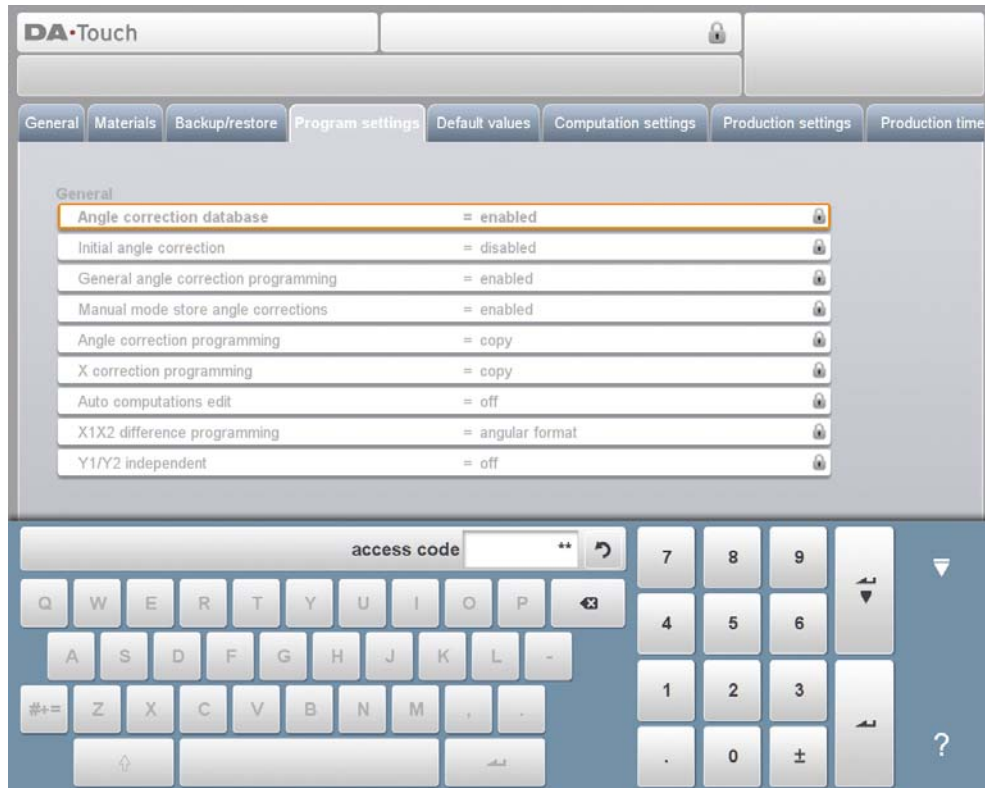 DA·Touch
General Materials Backup/restore Program settings Default values Computation settings Production settings Production time
General
Angle correction database = enabled
Initial angle correction = disabled
General angle correction programming = enabled
Manual mode store angle corrections = enabled
Angle correction programming = copy
X correction programming = copy
Auto computations edit = off
X1X2 difference programming = angular format
Y1/Y2 independent = off
access code ** 7 8 9
Q W E R T Y U I O P 4 5 6
A S D F G H J K L -
#+= Z X C V B N M , . 1 2 3
. 0 ± ?